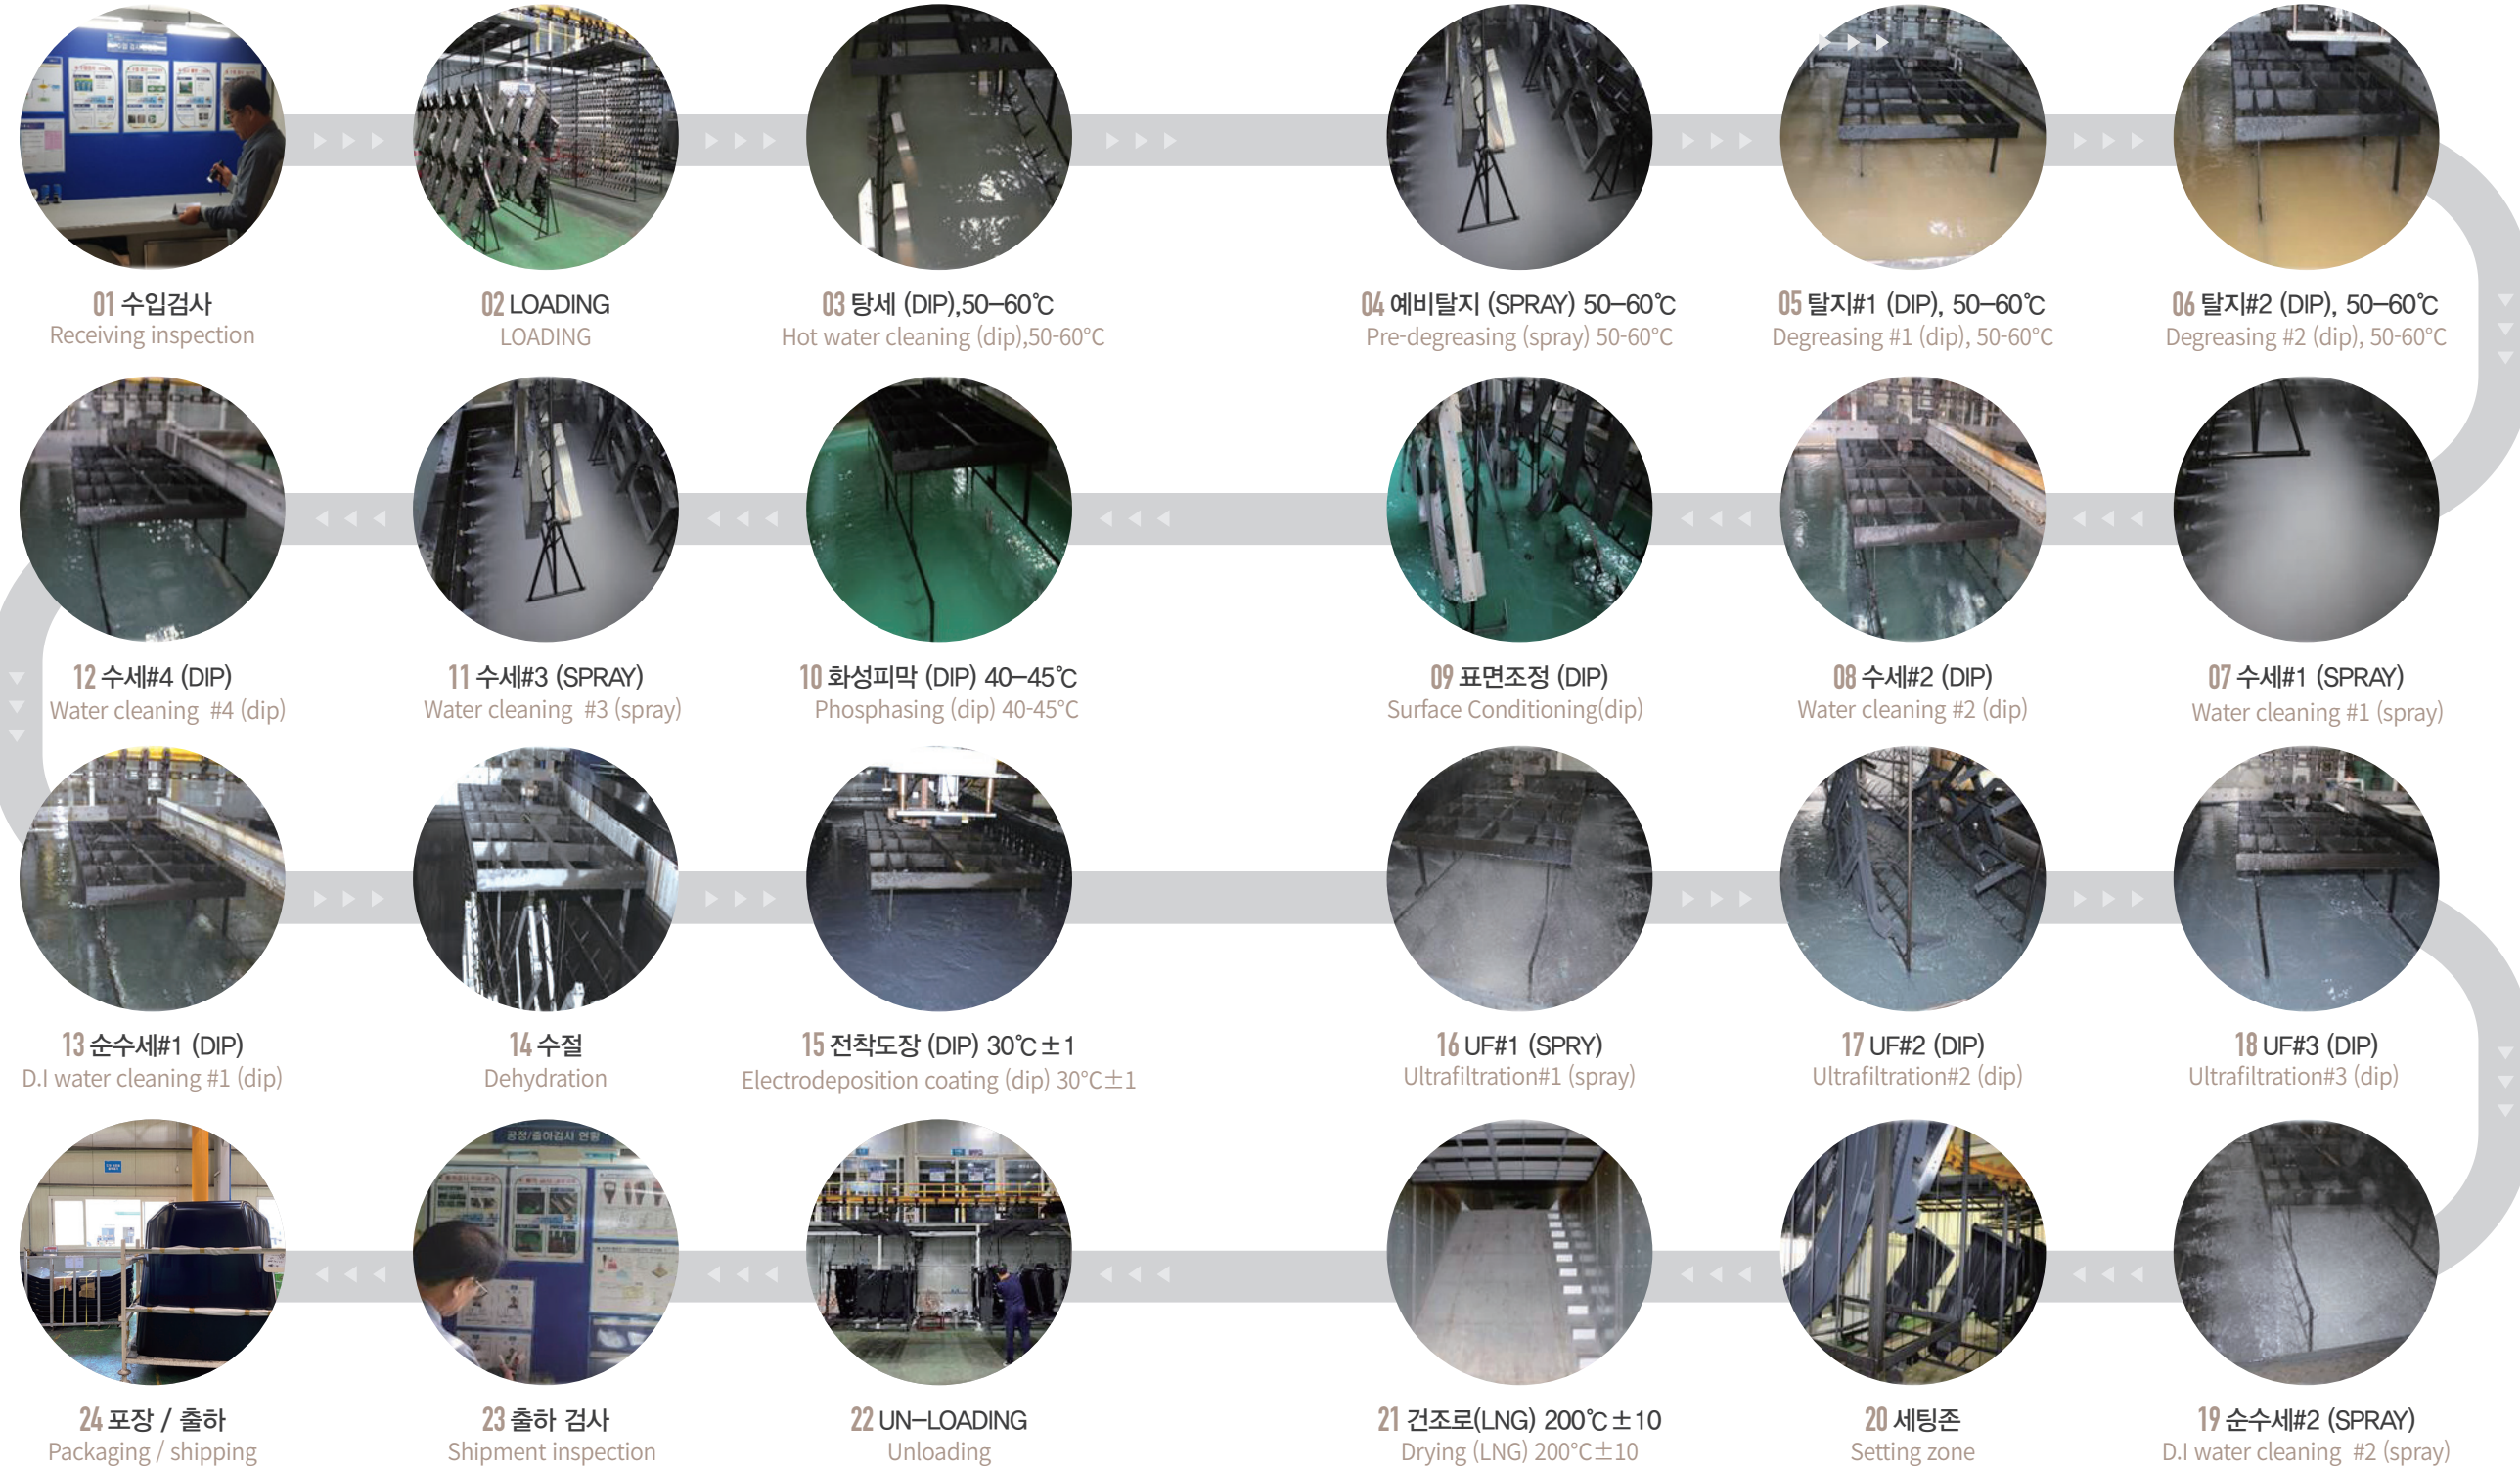 01 수입검사
Receiving inspection
02 LOADING
LOADING
03 탕세 (DIP),50–60℃
Hot water cleaning (dip),50-60°C
04 예비탈지 (SPRAY) 50–60℃
Pre-degreasing (spray) 50-60°C
05 탈지#1 (DIP), 50–60℃
Degreasing #1 (dip), 50-60°C
06 탈지#2 (DIP), 50–60℃
Degreasing #2 (dip), 50-60°C
07 수세#1 (SPRAY)
Water cleaning #1 (spray)
08 수세#2 (DIP)
Water cleaning #2 (dip)
09 표면조정 (DIP)
Surface Conditioning(dip)
10 화성피막 (DIP) 40–45℃
Phosphasing (dip) 40-45°C
11 수세#3 (SPRAY)
Water cleaning #3 (spray)
12 수세#4 (DIP)
Water cleaning #4 (dip)
13 순수세#1 (DIP)
D.I water cleaning #1 (dip)
14 수절
Dehydration
15 전착도장 (DIP) 30℃±1
Electrodeposition coating (dip) 30°C±1
16 UF#1 (SPRY)
Ultrafiltration#1 (spray)
17 UF#2 (DIP)
Ultrafiltration#2 (dip)
18 UF#3 (DIP)
Ultrafiltration#3 (dip)
19 순수세#2 (SPRAY)
D.I water cleaning #2 (spray)
20 세팅존
Setting zone
21 건조로(LNG) 200℃±10
Drying (LNG) 200°C±10
22 UN–LOADING
Unloading
공정/출하검사 현황
23 출하 검사
Shipment inspection
24 포장 / 출하
Packaging / shipping